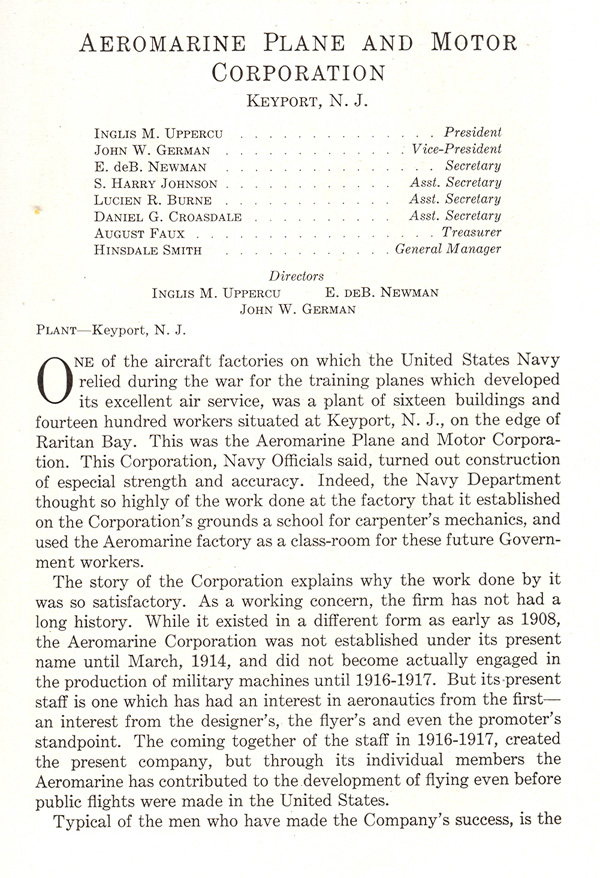 AEROMARINE PLANE AND MOTOR
CORPORATION
KEYPORT, N. J.
INGLIS M. UPPERCU . . . . . . . . . . . . . . President
JOHN W. GERMAN . . . . . . . . . . . . Vice-President
E. deB. NEWMAN . . . . . . . . . . . . . . . Secretary
S. HARRY JOHNSON . . . . . . . . . . Asst. Secretary
LUCIEN R. BURNE . . . . . . . . . . . Asst. Secretary
DANIEL G. CROASDALE . . . . . . . . . Asst. Secretary
AUGUST FAUX . . . . . . . . . . . . . . . . . Treasurer
HINSDALE SMITH . . . . . . . . . . . General Manager
Directors
INGLIS M. UPPERCU E. DEB. NEWMAN
JOHN W. GERMAN
PLANT—Keyport, N. J.
ONE of the aircraft factories on which the United States Navy
relied during the war for the training planes which developed
its excellent air service, was a plant of sixteen buildings and
fourteen hundred workers situated at Keyport, N. J., on the edge of
Raritan Bay. This was the Aeromarine Plane and Motor Corpora-
tion. This Corporation, Navy Officials said, turned out construction
of especial strength and accuracy. Indeed, the Navy Department
thought so highly of the work done at the factory that it established
on the Corporation's grounds a school for carpenter's mechanics, and
used the Aeromarine factory as a class-room for these future Govern-
ment workers.
The story of the Corporation explains why the work done by it
was so satisfactory. As a working concern, the firm has not had a
long history. While it existed in a different form as early as 1908,
the Aeromarine Corporation was not established under its present
name until March, 1914, and did not become actually engaged in
the production of military machines until 1916-1917. But its present
staff is one which has had an interest in aeronautics from the first—
an interest from the designer's, the flyer's and even the promoter's
standpoint. The coming together of the staff in 1916-1917, created
the present company, but through its individual members the
Aeromarine has contributed to the development of flying even before
public flights were made in the United States.
Typical of the men who have made the Company's success, is the